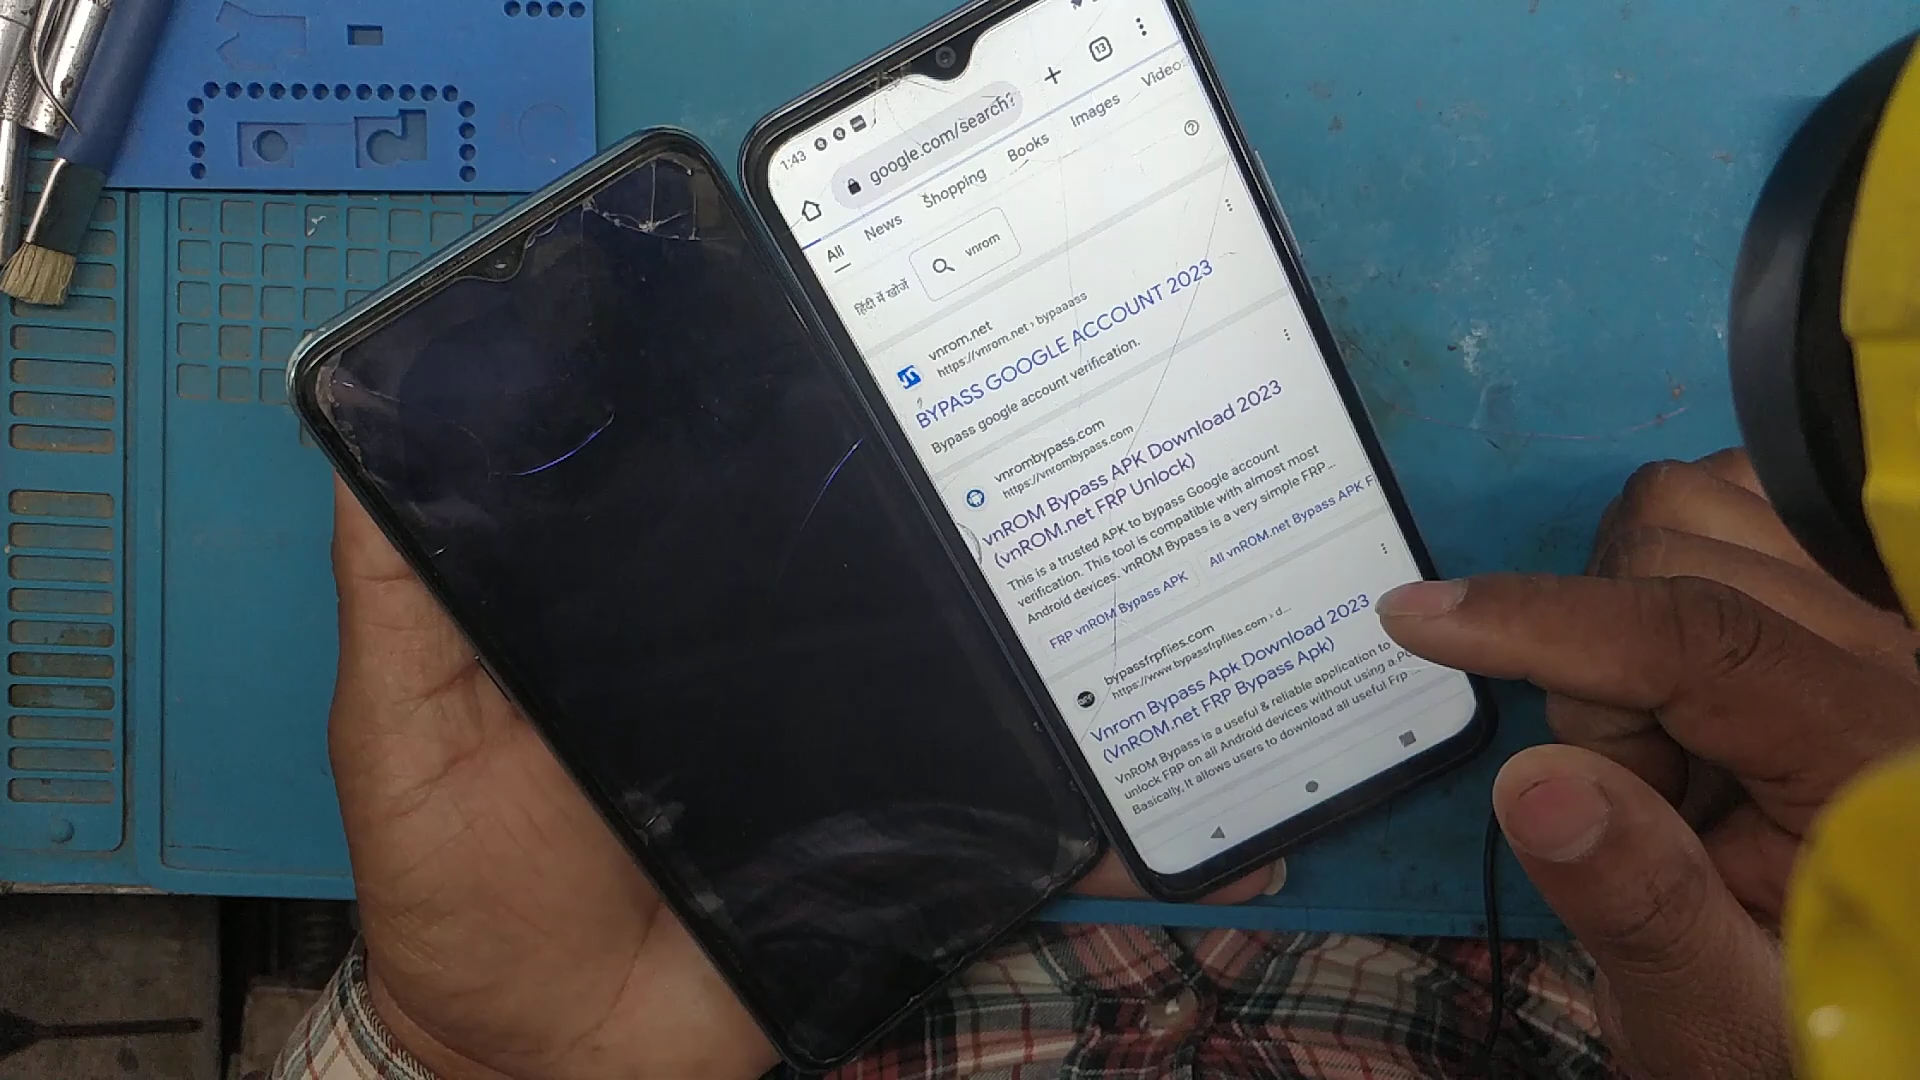 1:43
google.com/search?
13
All News Shopping Books Images Video
हिंदी में खोजें vnrom
vnrom.net
https://vnrom.net › bypaaass
BYPASS GOOGLE ACCOUNT 2023
Bypass google account verification.
vnrombypass.com
https://vnrombypass.com
vnROM Bypass APK Download 2023
(vnROM.net FRP Unlock)
This is a trusted APK to bypass Google account
verification. This tool is compatible with almost most
Android devices. vnROM Bypass is a very simple FRP...
FRP vnROM Bypass APK All vnROM.net Bypass APK F
bypassfrpfiles.com
https://www.bypassfrpfiles.com › d...
Vnrom Bypass Apk Download 2023
(VnROM.net FRP Bypass Apk)
VnROM Bypass is a useful & reliable application to
unlock FRP on all Android devices without using a PC
Basically, it allows users to download all useful Frp ...